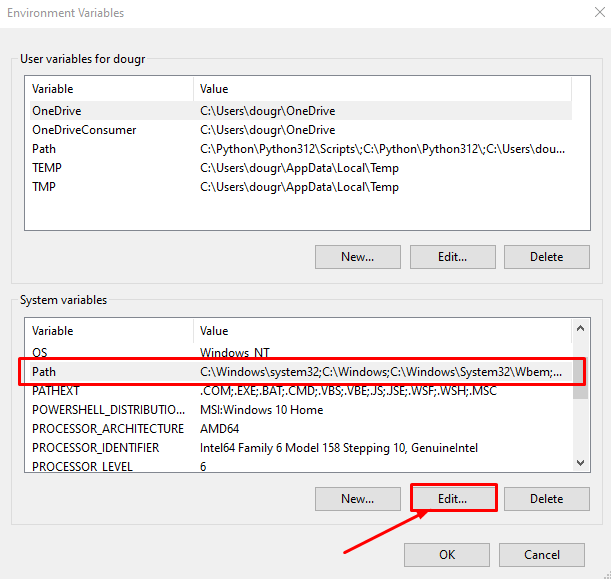 Environment Variables
User variables for dougr
Variable Value
OneDrive C:\Users\dougr\OneDrive
OneDriveConsumer C:\Users\dougr\OneDrive
Path C:\Python\Python312\Scripts\;C:\Python\Python312\;C:\Users\dou...
TEMP C:\Users\dougr\AppData\Local\Temp
TMP C:\Users\dougr\AppData\Local\Temp
New... Edit... Delete
System variables
Variable Value
OS Windows_NT
Path C:\Windows\system32;C:\Windows;C:\Windows\System32\Wbem;...
PATHEXT .COM;.EXE;.BAT;.CMD;.VBS;.VBE;.JS;.JSE;.WSF;.WSH;.MSC
POWERSHELL_DISTRIBUTIO... MSI:Windows 10 Home
PROCESSOR_ARCHITECTURE AMD64
PROCESSOR_IDENTIFIER Intel64 Family 6 Model 158 Stepping 10, GenuineIntel
PROCESSOR_LEVEL 6
New... Edit... Delete
OK Cancel